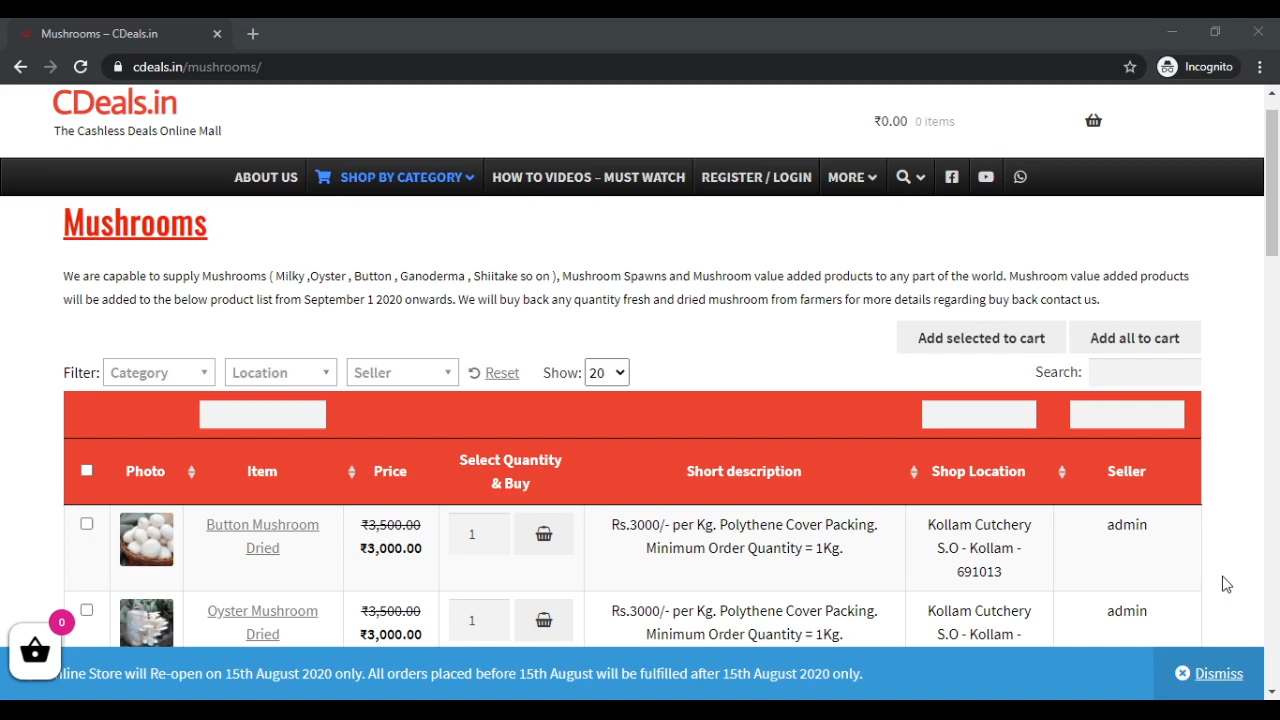 Mushrooms – CDeals.in
cdeals.in/mushrooms/
Incognito
CDeals.in
The Cashless Deals Online Mall
₹0.00 0 items
ABOUT US SHOP BY CATEGORY HOW TO VIDEOS – MUST WATCH REGISTER / LOGIN MORE
Mushrooms
We are capable to supply Mushrooms ( Milky ,Oyster , Button , Ganoderma , Shiitake so on ), Mushroom Spawns and Mushroom value added products to any part of the world. Mushroom value added products
will be added to the below product list from September 1 2020 onwards. We will buy back any quantity fresh and dried mushroom from farmers for more details regarding buy back contact us.
Add selected to cart Add all to cart
Filter: Category Location Seller Reset Show: 20 Search:
Photo Item Price Select Quantity & Buy Short description Shop Location Seller
Button Mushroom ₹3,500.00 1 Rs.3000/- per Kg. Polythene Cover Packing. Kollam Cutchery admin
Dried ₹3,000.00 Minimum Order Quantity = 1Kg. S.O - Kollam -
691013
Oyster Mushroom ₹3,500.00 1 Rs.3000/- per Kg. Polythene Cover Packing. Kollam Cutchery admin
Dried ₹3,000.00 Minimum Order Quantity = 1Kg. S.O - Kollam -
0
Store will Re-open on 15th August 2020 only. All orders placed before 15th August will be fulfilled after 15th August 2020 only. Dismiss